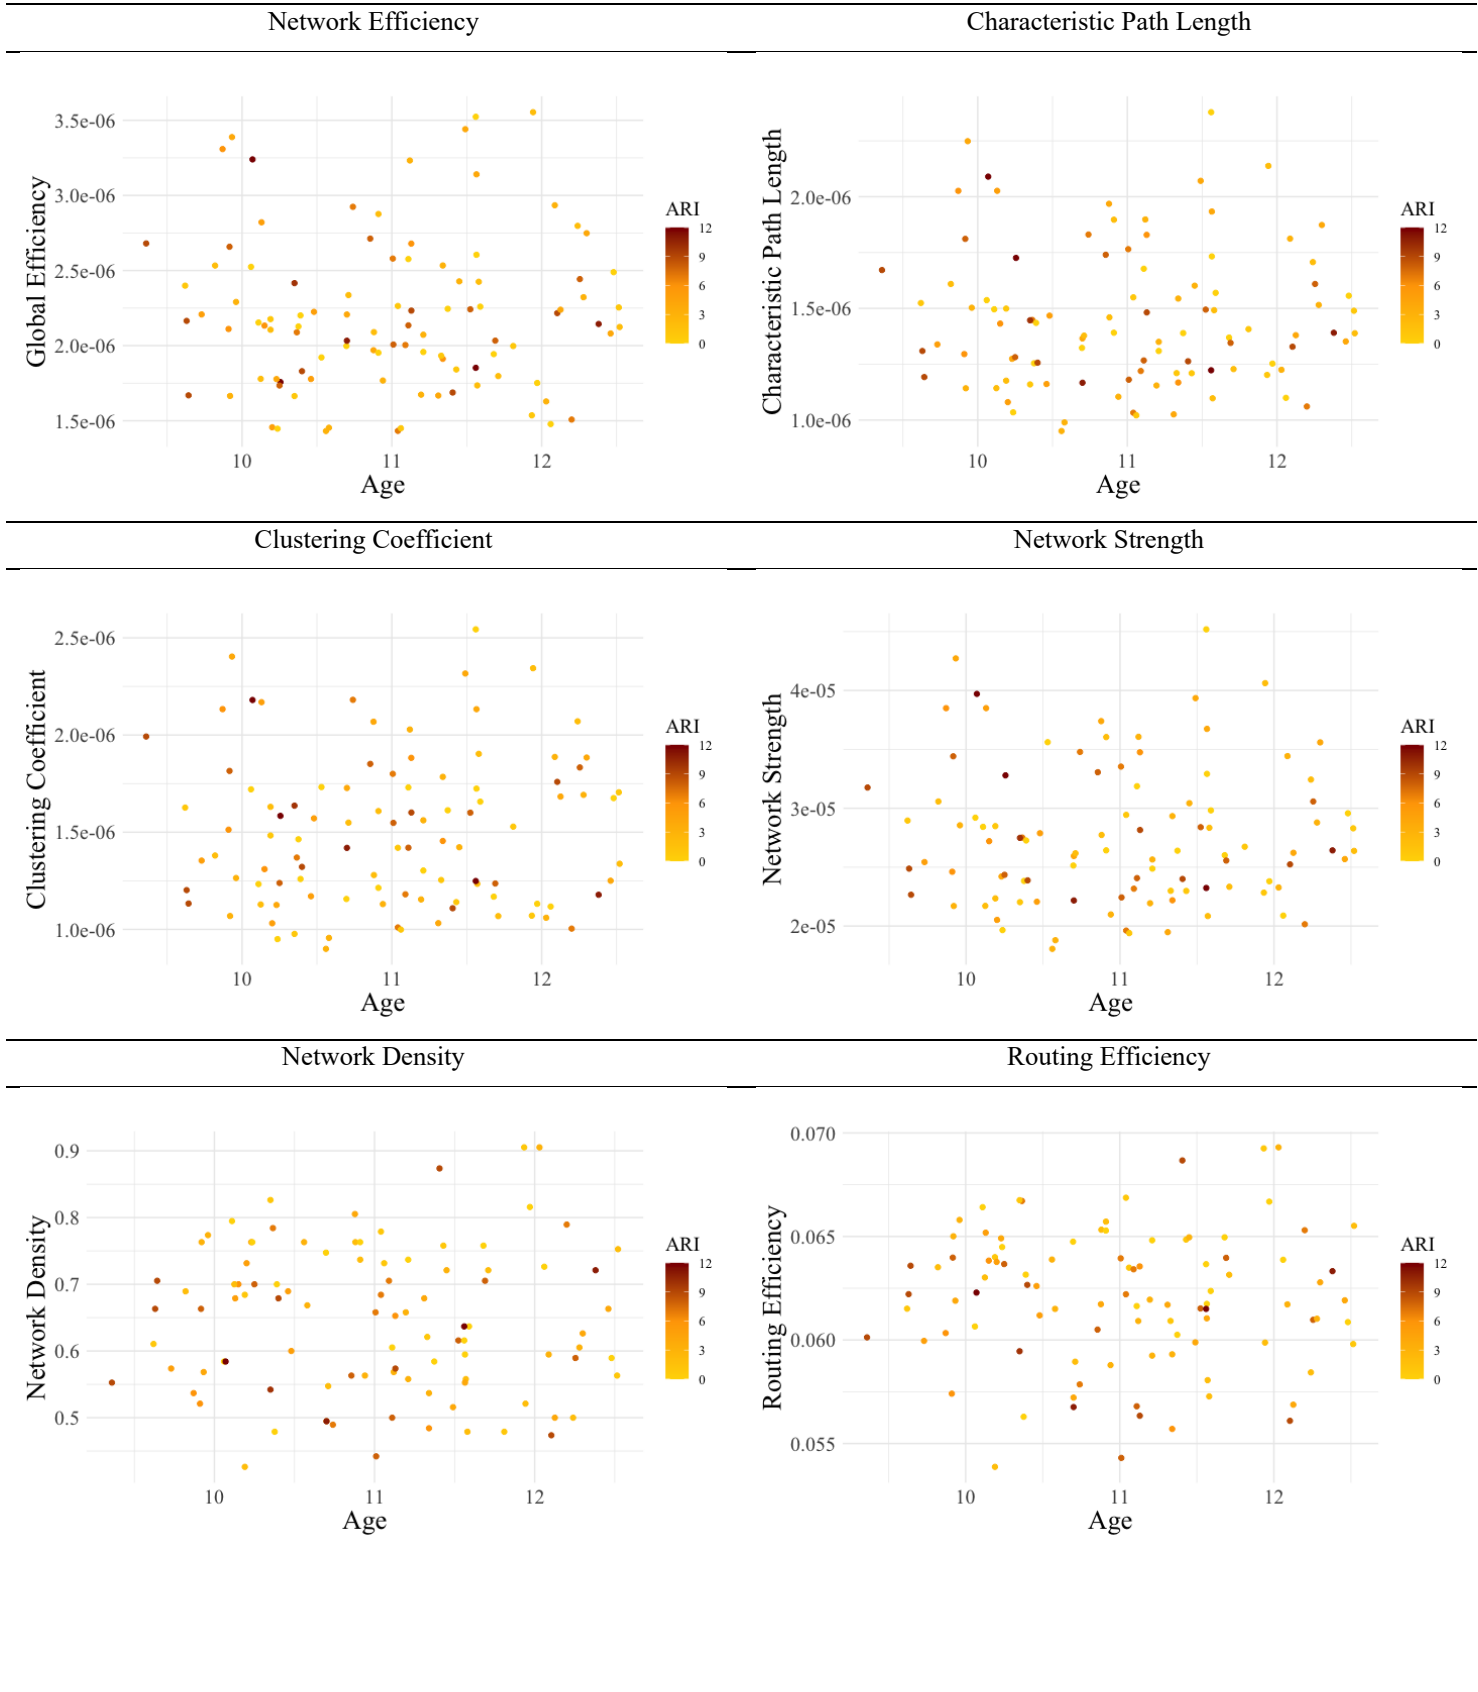 Network Efficiency
Characteristic Path Length
Global Efficiency
3.5e-06
3.0e-06
2.5e-06
2.0e-06
1.5e-06
10 11 12
Age
ARI
12
9
6
3
0
Characteristic Path Length
2.0e-06
1.5e-06
1.0e-06
10 11 12
Age
ARI
12
9
6
3
0
Clustering Coefficient
Network Strength
Clustering Coefficient
2.5e-06
2.0e-06
1.5e-06
1.0e-06
10 11 12
Age
ARI
12
9
6
3
0
Network Strength
4e-05
3e-05
2e-05
10 11 12
Age
ARI
12
9
6
3
0
Network Density
Routing Efficiency
Network Density
0.9
0.8
0.7
0.6
0.5
10 11 12
Age
ARI
12
9
6
3
0
Routing Efficiency
0.070
0.065
0.060
0.055
10 11 12
Age
ARI
12
9
6
3
0